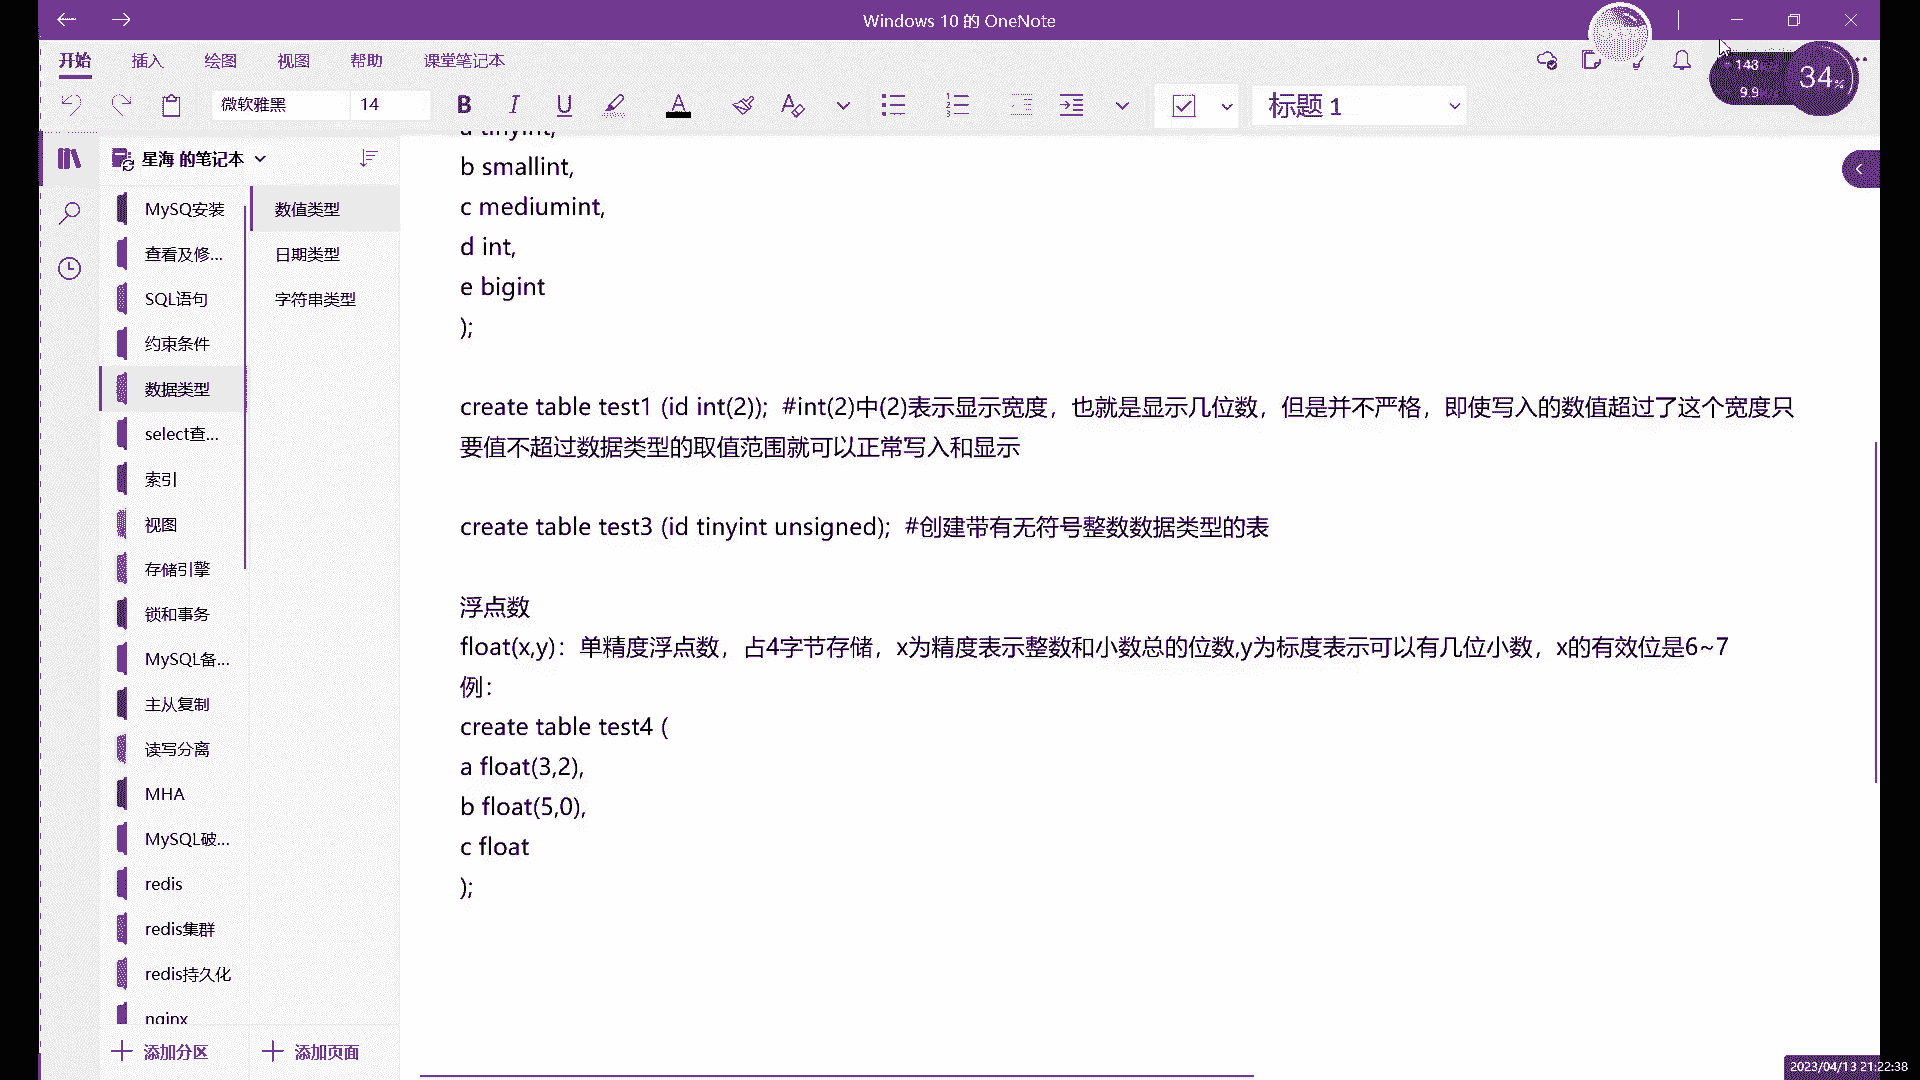 Windows 10 的 OneNote
开始 插入 绘图 视图 帮助 课堂笔记本
143
9.9
34%
微软雅黑 14 B I U A 标题 1
星海 的笔记本
MySQ安装
查看及修...
SQL语句
约束条件
数据类型
select查...
索引
视图
存储引擎
锁和事务
MySQL备...
主从复制
读写分离
MHA
MySQL破...
redis
redis集群
redis持久化
nginx
添加分区
数值类型
日期类型
字符串类型
添加页面
a tinyint,
b smallint,
c mediumint,
d int,
e bigint
);
create table test1 (id int(2));  #int(2)中(2)表示显示宽度，也就是显示几位数，但是并不严格，即使写入的数值超过了这个宽度只
要值不超过数据类型的取值范围就可以正常写入和显示
create table test3 (id tinyint unsigned);  #创建带有无符号整数数据类型的表
浮点数
float(x,y)：单精度浮点数，占4字节存储，x为精度表示整数和小数总的位数,y为标度表示可以有几位小数，x的有效位是6~7
例：
create table test4 (
a float(3,2),
b float(5,0),
c float
);
2023/04/13 21:22:38